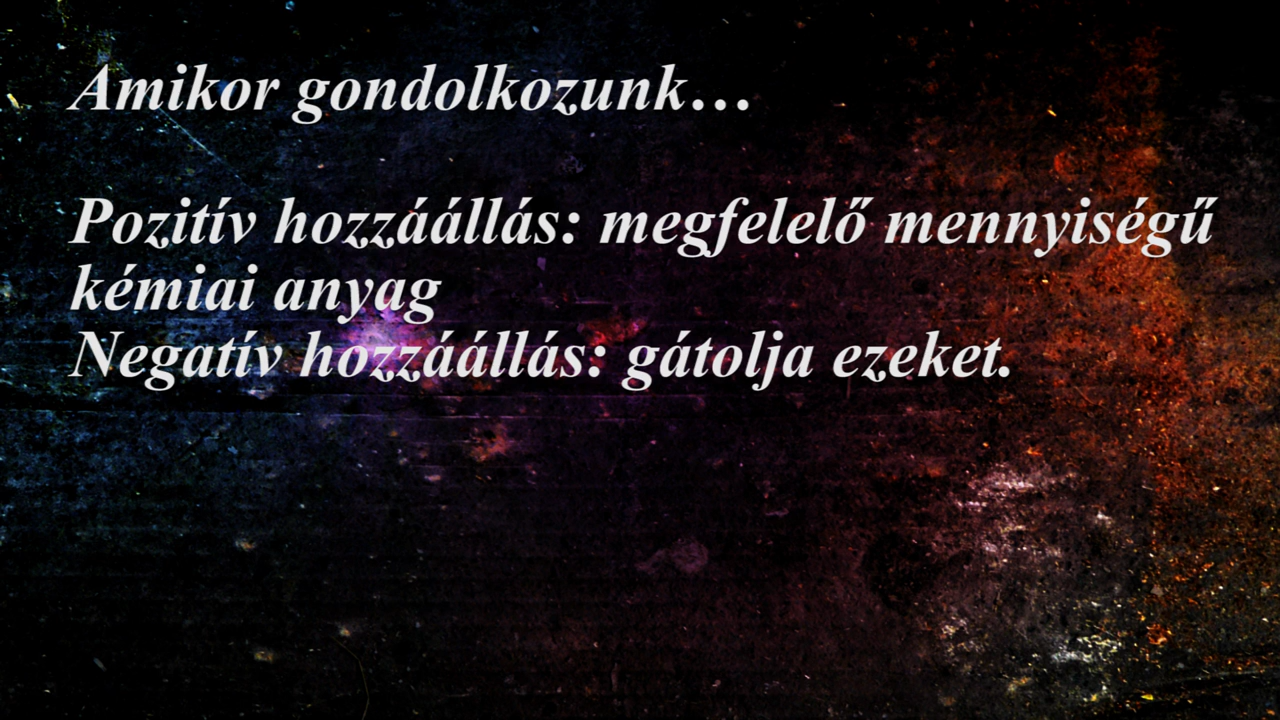 Amikor gondolkozunk…
Pozitív hozzáállás: megfelelő mennyiségű
kémiai anyag
Negatív hozzáállás: gátolja ezeket.